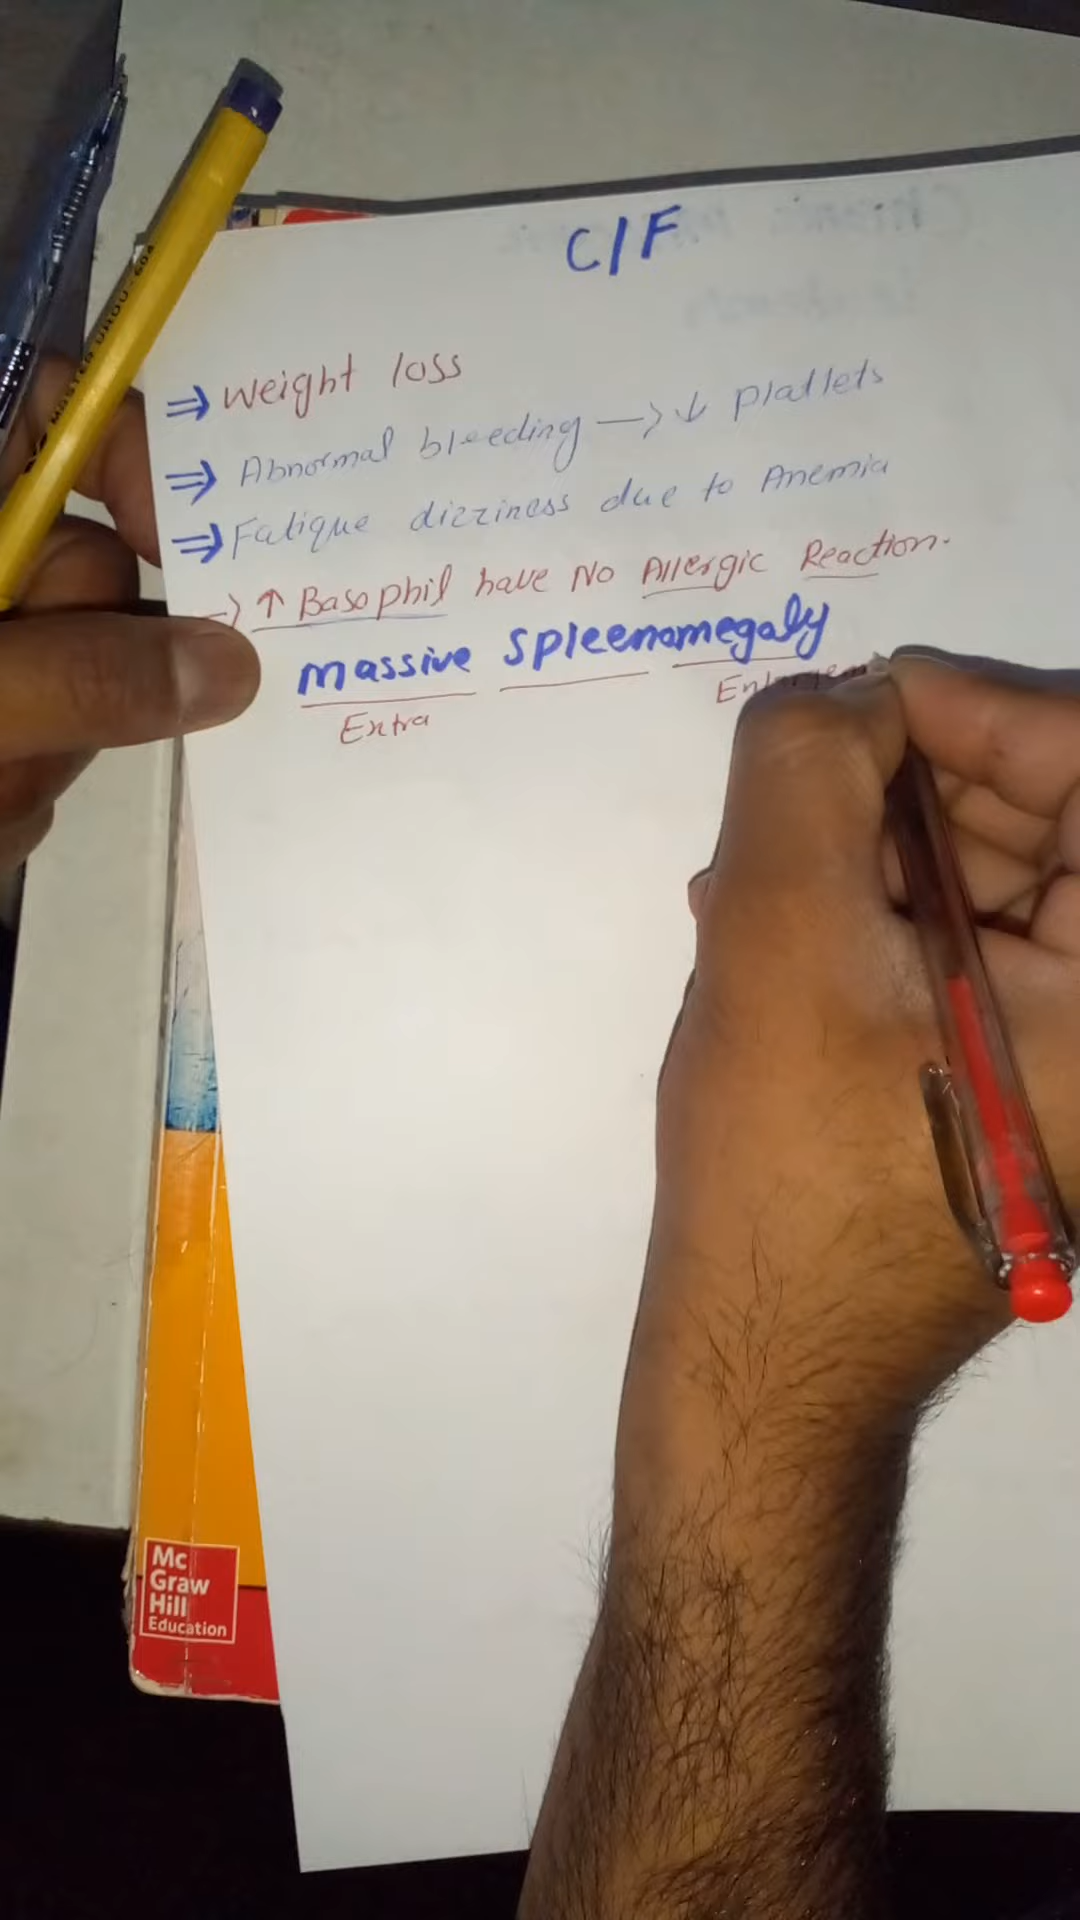 C/F
⇒ Weight loss
⇒ Abnormal bleeding → ↓ Platlets
⇒ Fatique dizziness due to Anemia
→ ↑ Basophil have No Allergic Reaction.
massive Spleenomegaly
Extra
Mc
Graw
Hill
Education